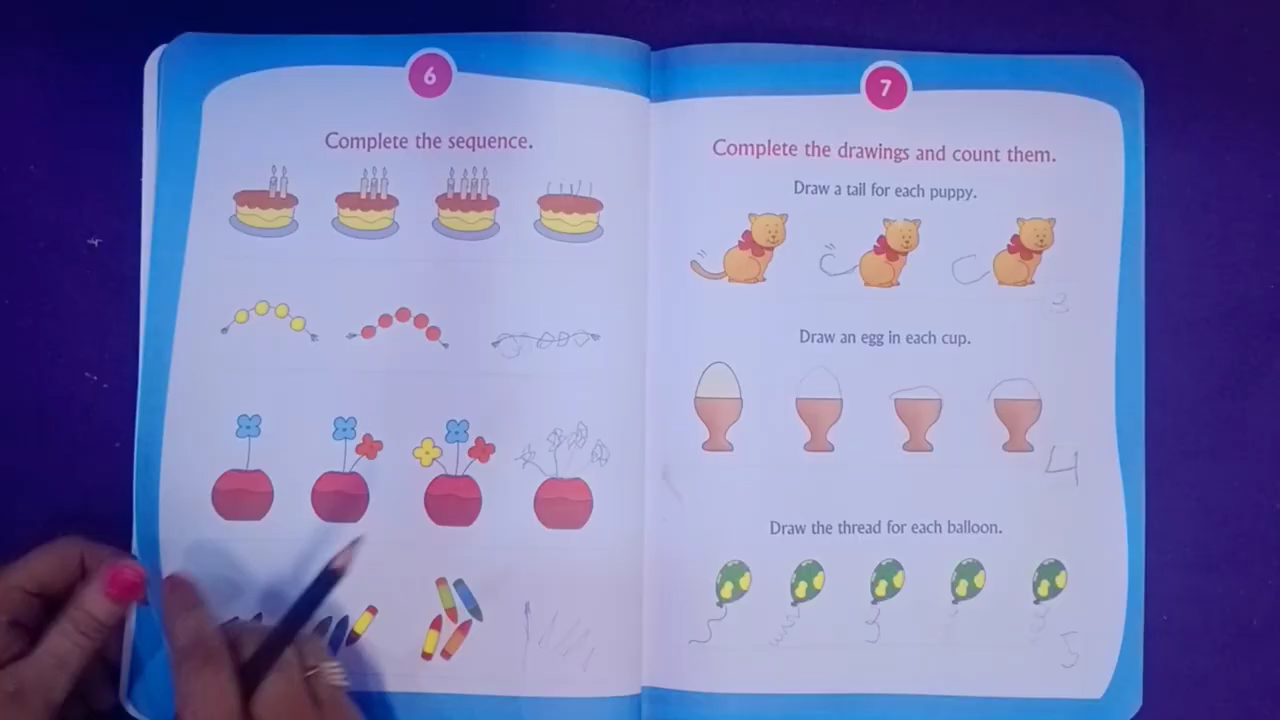 6
Complete the sequence.
7
Complete the drawings and count them.
Draw a tail for each puppy.
3
Draw an egg in each cup.
4
Draw the thread for each balloon.
5